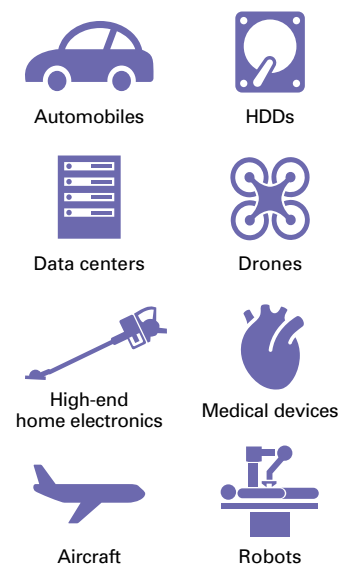 Automobiles
HDDs
Data centers
Drones
High-end
home electronics
Medical devices
Aircraft
Robots